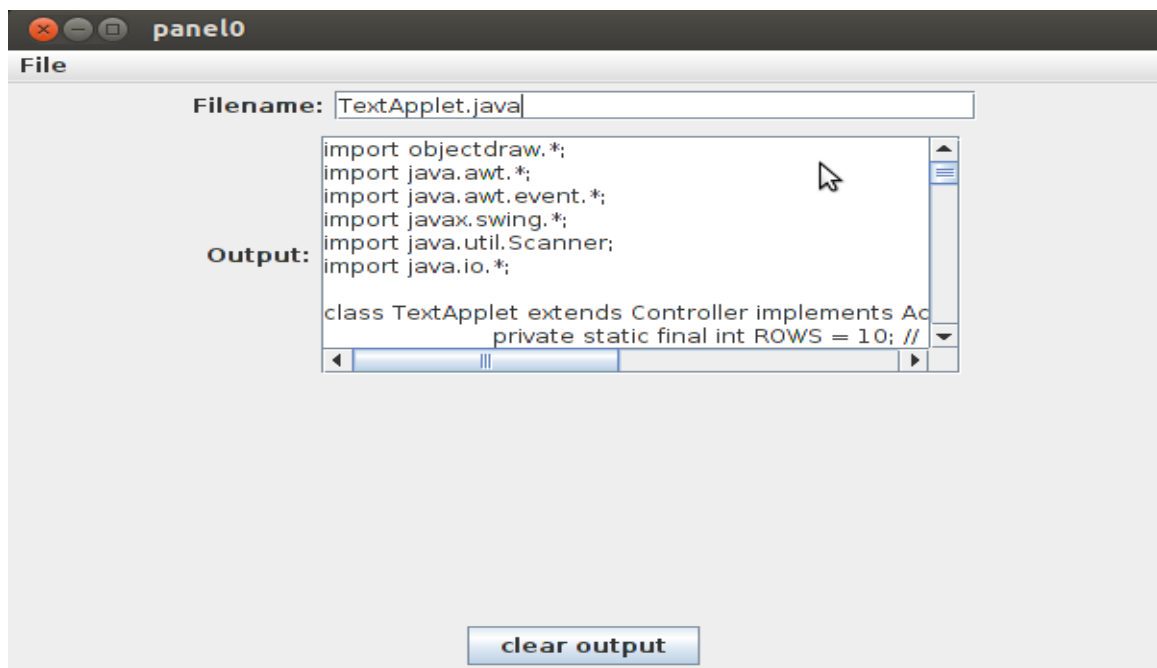 panel0
File
Filename: TextApplet.java
import objectdraw.*;
import java.awt.*;
import java.awt.event.*;
import javax.swing.*;
import java.util.Scanner;
Output:
import java.io.*;
class TextApplet extends Controller implements Ac
private static final int ROWS = 10; //
clear output